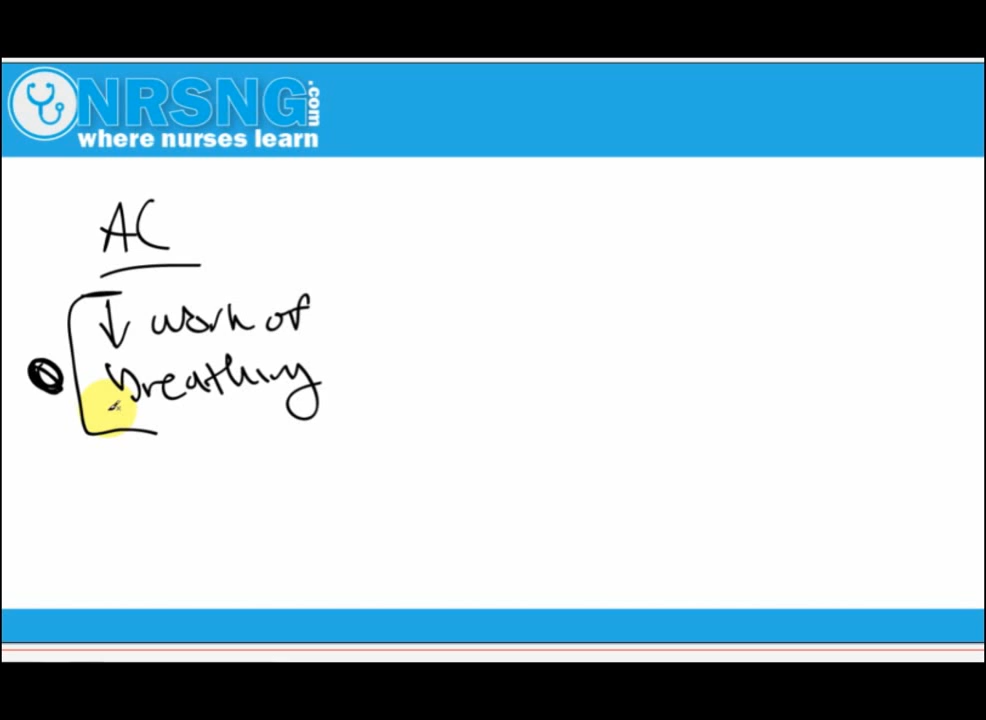 NRSNG.com
where nurses learn
AC
↓ work of
breathing